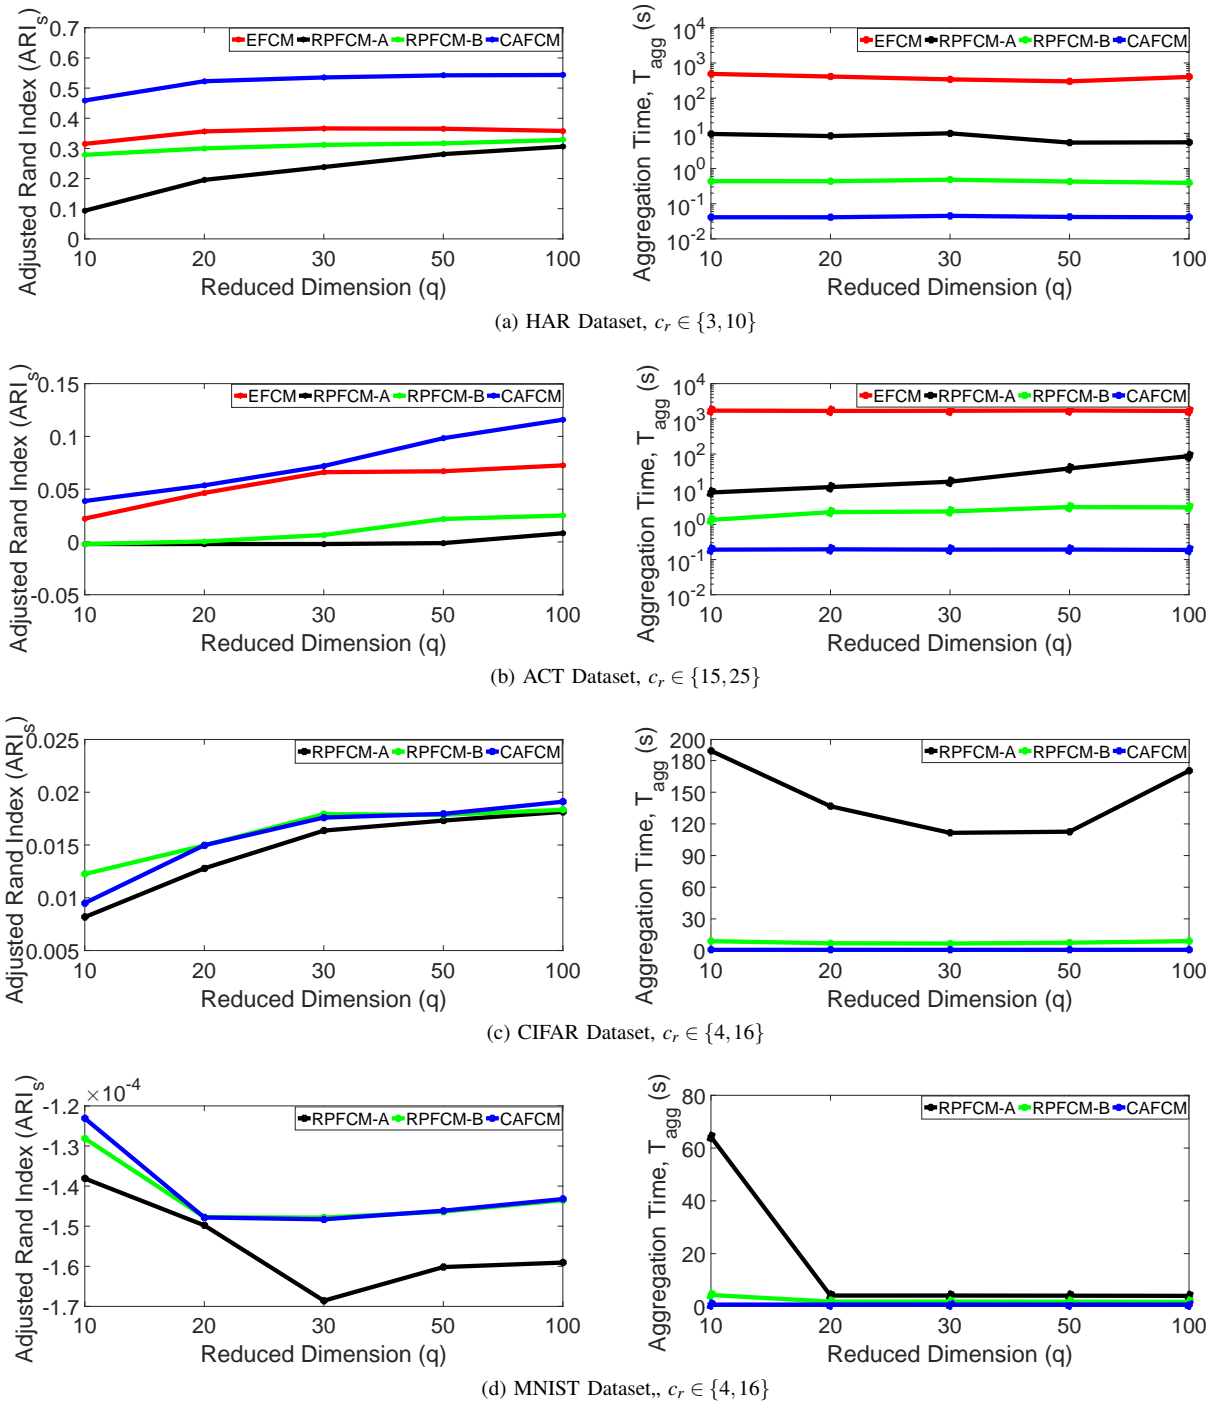 Adjusted Rand Index (ARI_s)
0.7
0.6
0.5
0.4
0.3
0.2
0.1
0
EFCM RPFCM-A RPFCM-B CAFCM
10 20 30 50 100
Reduced Dimension (q)
Aggregation Time, T_agg (s)
10^4
10^3
10^2
10^1
10^0
10^-1
10^-2
EFCM RPFCM-A RPFCM-B CAFCM
10 20 30 50 100
Reduced Dimension (q)
(a) HAR Dataset, c_r ∈ {3,10}
Adjusted Rand Index (ARI_s)
0.15
0.1
0.05
0
-0.05
EFCM RPFCM-A RPFCM-B CAFCM
10 20 30 50 100
Reduced Dimension (q)
Aggregation Time, T_agg (s)
10^4
10^3
10^2
10^1
10^0
10^-1
10^-2
EFCM RPFCM-A RPFCM-B CAFCM
10 20 30 50 100
Reduced Dimension (q)
(b) ACT Dataset, c_r ∈ {15,25}
Adjusted Rand Index (ARI_s)
0.025
0.02
0.015
0.01
0.005
RPFCM-A RPFCM-B CAFCM
10 20 30 50 100
Reduced Dimension (q)
Aggregation Time, T_agg (s)
200
180
150
120
90
60
30
0
RPFCM-A RPFCM-B CAFCM
10 20 30 50 100
Reduced Dimension (q)
(c) CIFAR Dataset, c_r ∈ {4,16}
Adjusted Rand Index (ARI_s)
×10^-4
-1.2
-1.3
-1.4
-1.5
-1.6
-1.7
RPFCM-A RPFCM-B CAFCM
10 20 30 50 100
Reduced Dimension (q)
Aggregation Time, T_agg (s)
80
60
40
20
0
RPFCM-A RPFCM-B CAFCM
10 20 30 50 100
Reduced Dimension (q)
(d) MNIST Dataset,, c_r ∈ {4,16}